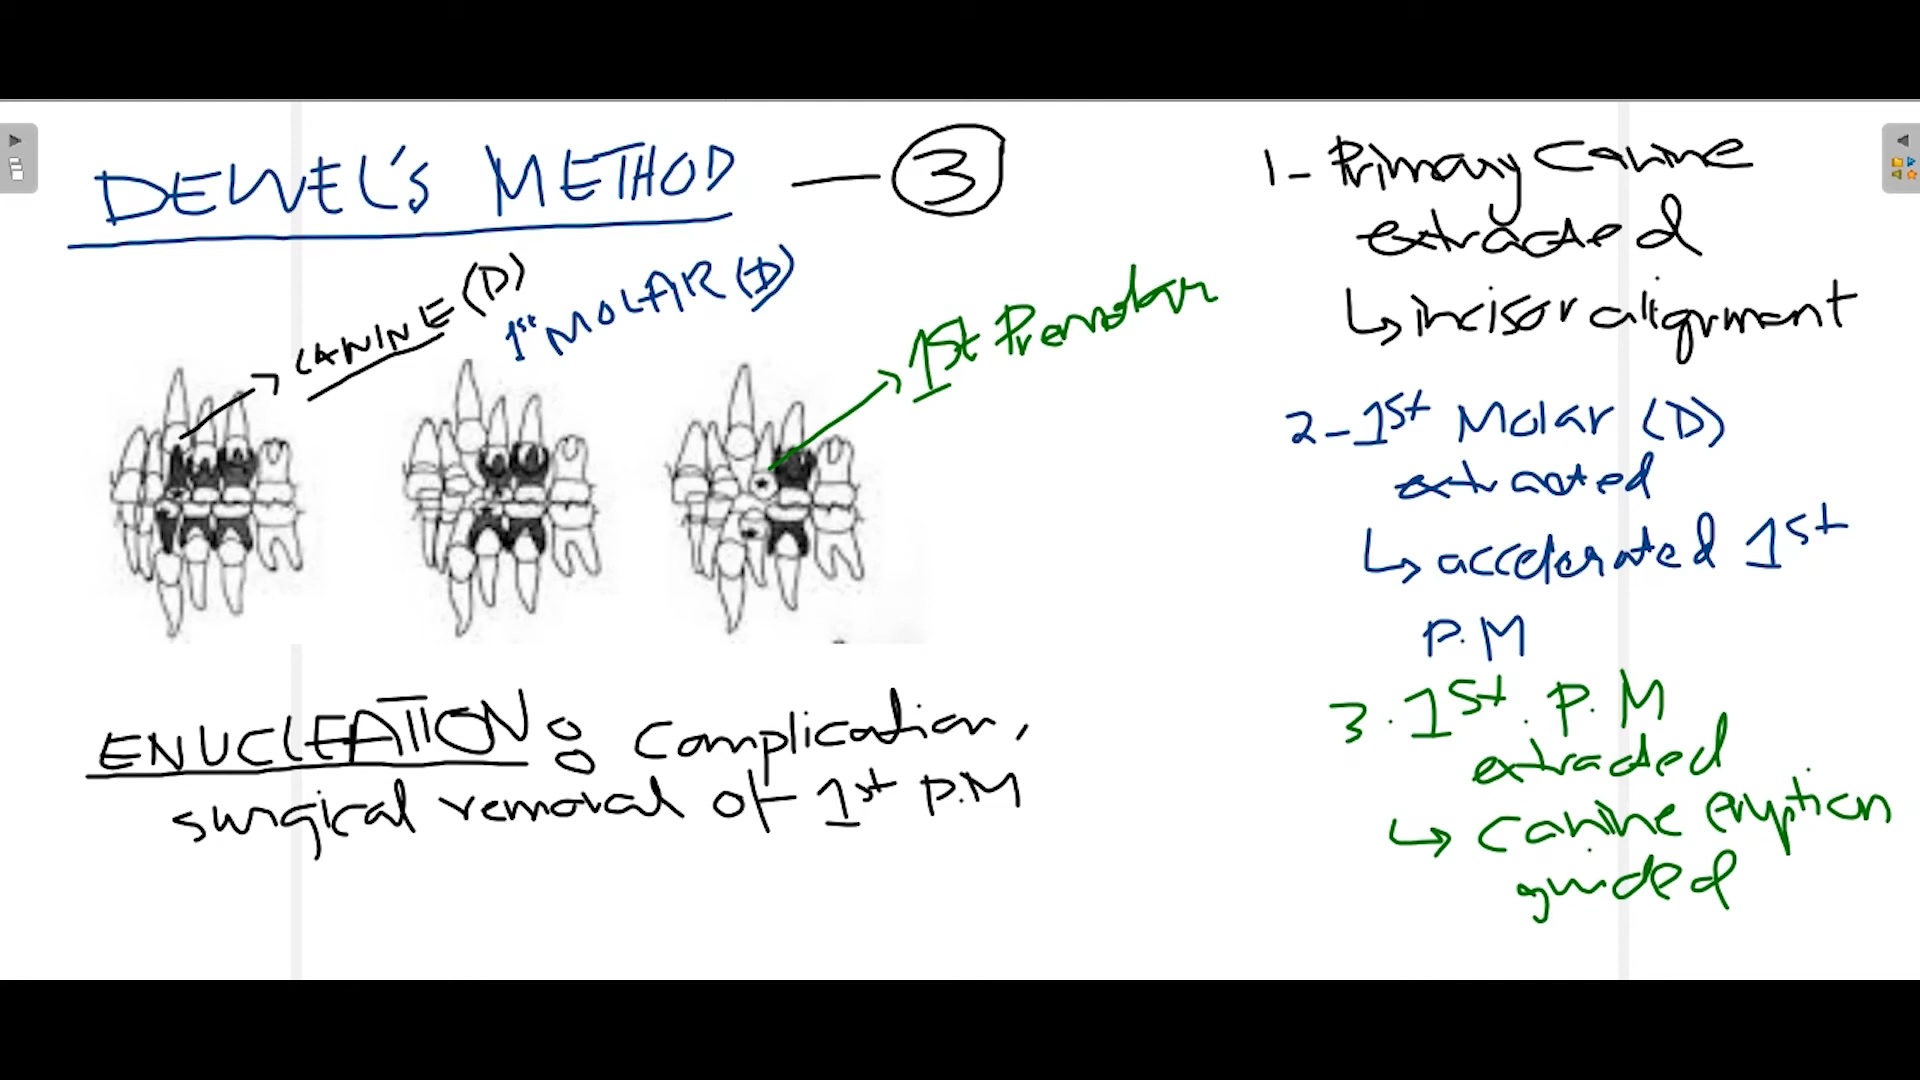 DEWEL'S METHOD — 3
CANINE (D)
1st MOLAR (D)
1st Premolar
ENUCLEATION : Complication,
surgical removal of 1st P.M
1- Primary Canine
extracted
↳ incisor alignment
2- 1st Molar (D)
extracted
↳ accelerated 1st
P.M
3. 1st. P.M
extracted
↳ Canine eruption
guided